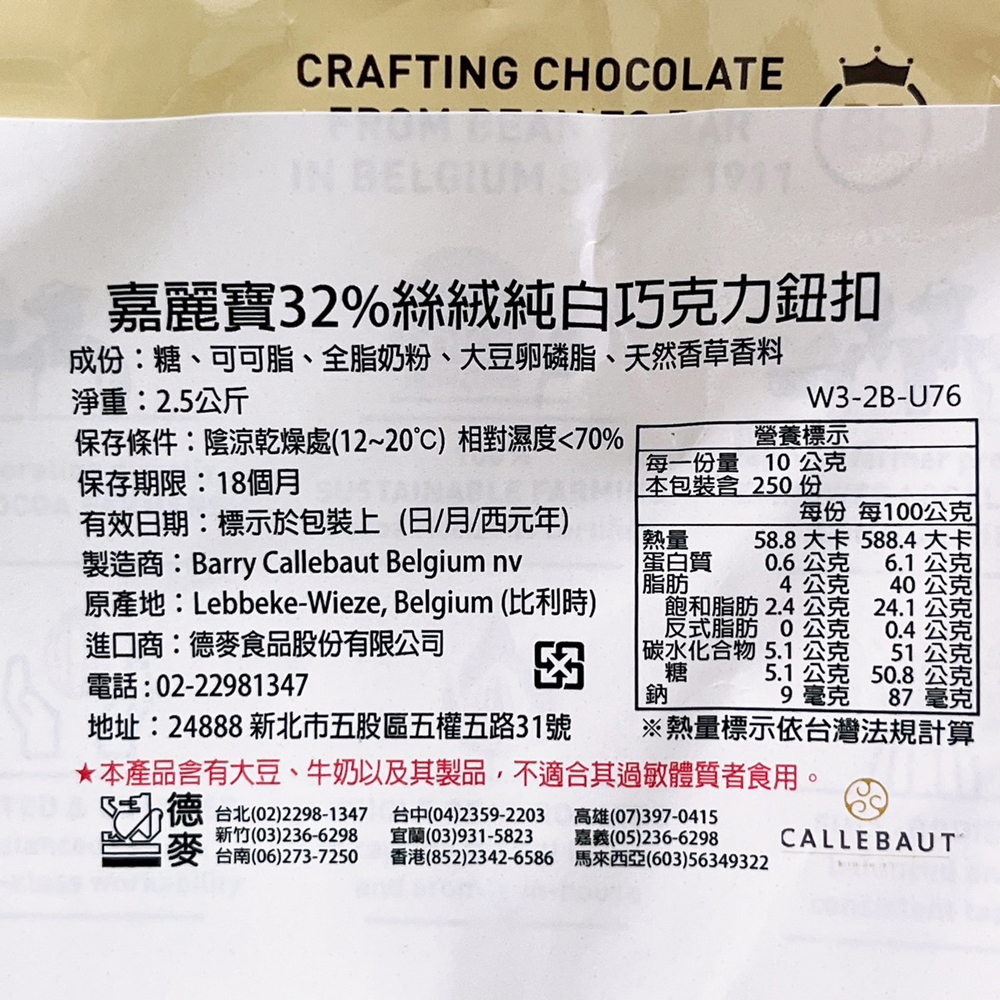 CRAFTING CHOCOLATE
FROM BEAN TO BAR
IN BELGIUM SINCE 1911
嘉麗寶32%絲絨純白巧克力鈕扣
成份：糖、可可脂、全脂奶粉、大豆卵磷脂、天然香草香料
淨重：2.5公斤
W3-2B-U76
保存條件：陰涼乾燥處(12~20℃) 相對濕度<70%
保存期限：18個月
有效日期：標示於包裝上 (日/月/西元年)
製造商：Barry Callebaut Belgium nv
原產地：Lebbeke-Wieze, Belgium (比利時)
進口商：德麥食品股份有限公司
電話：02-22981347
地址：24888 新北市五股區五權五路31號
營養標示
每一份量 10 公克
本包裝含 250 份
每份 每100公克
熱量 58.8 大卡 588.4 大卡
蛋白質 0.6 公克 6.1 公克
脂肪 4 公克 40 公克
飽和脂肪 2.4 公克 24.1 公克
反式脂肪 0 公克 0.4 公克
碳水化合物 5.1 公克 51 公克
糖 5.1 公克 50.8 公克
鈉 9 毫克 87 毫克
※熱量標示依台灣法規計算
★本產品含有大豆、牛奶以及其製品，不適合其過敏體質者食用。
德麥
台北(02)2298-1347 台中(04)2359-2203 高雄(07)397-0415
新竹(03)236-6298 宜蘭(03)931-5823 嘉義(05)236-6298
台南(06)273-7250 香港(852)2342-6586 馬來西亞(603)56349322
CALLEBAUT